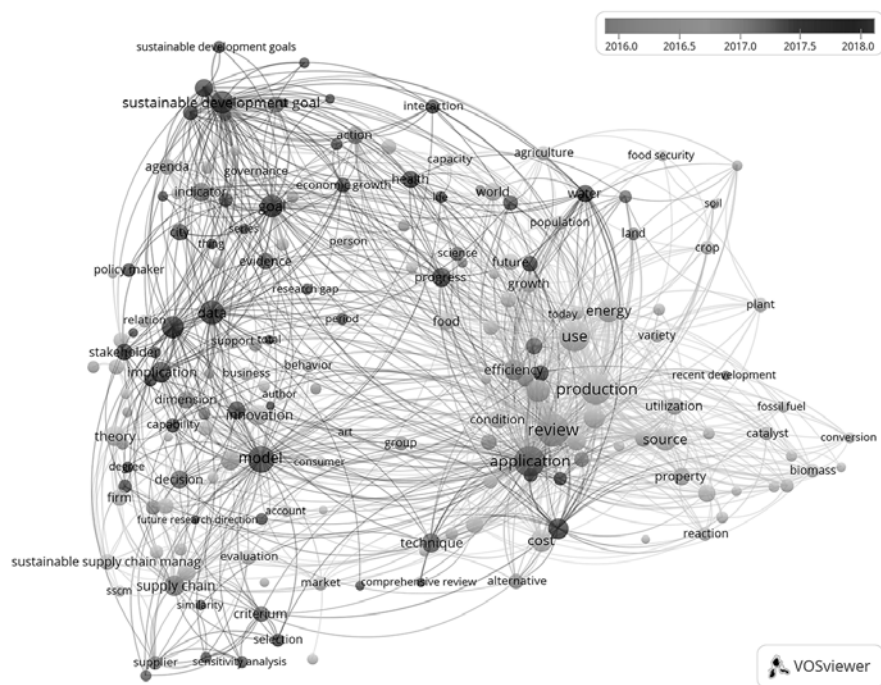 sustainable development goals
2016.0 2016.5 2017.0 2017.5 2018.0
sustainable development goal
interaction
action
capacity
agriculture
food security
agenda
governance
indicator
economic growth
health
life
world
water
goal
soil
city
series
thing
person
population
land
crop
policy maker
evidence
science
future
progress
research gap
growth
relation
data
period
food
today
energy
plant
use
variety
stakeholder
support
total
implication
business
behavior
efficiency
recent development
dimension
author
production
capability
innovation
condition
utilization
fossil fuel
theory
art
group
review
source
catalyst
conversion
degree
model
consumer
application
biomass
firm
decision
property
future research direction
account
technique
cost
reaction
sustainable supply chain manag
evaluation
sscm
supply chain
market
comprehensive review
alternative
similarity
criterium
selection
supplier
sensitivity analysis
VOSviewer